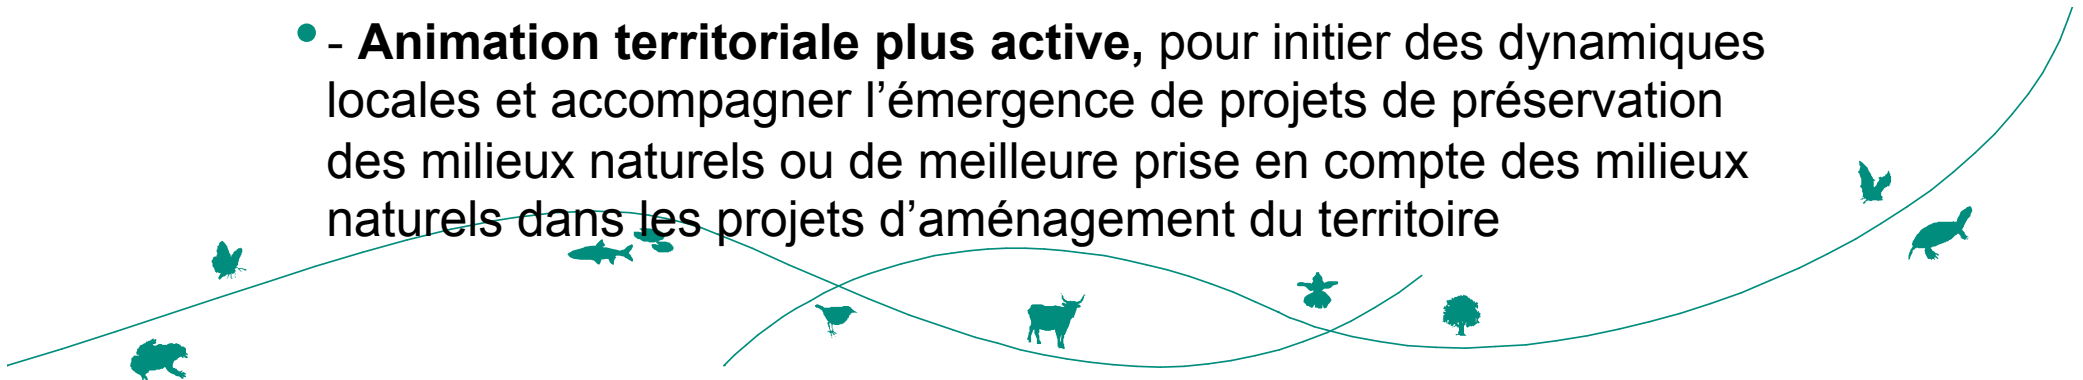 • - Animation territoriale plus active, pour initier des dynamiques
locales et accompagner l’émergence de projets de préservation
des milieux naturels ou de meilleure prise en compte des milieux
naturels dans les projets d’aménagement du territoire